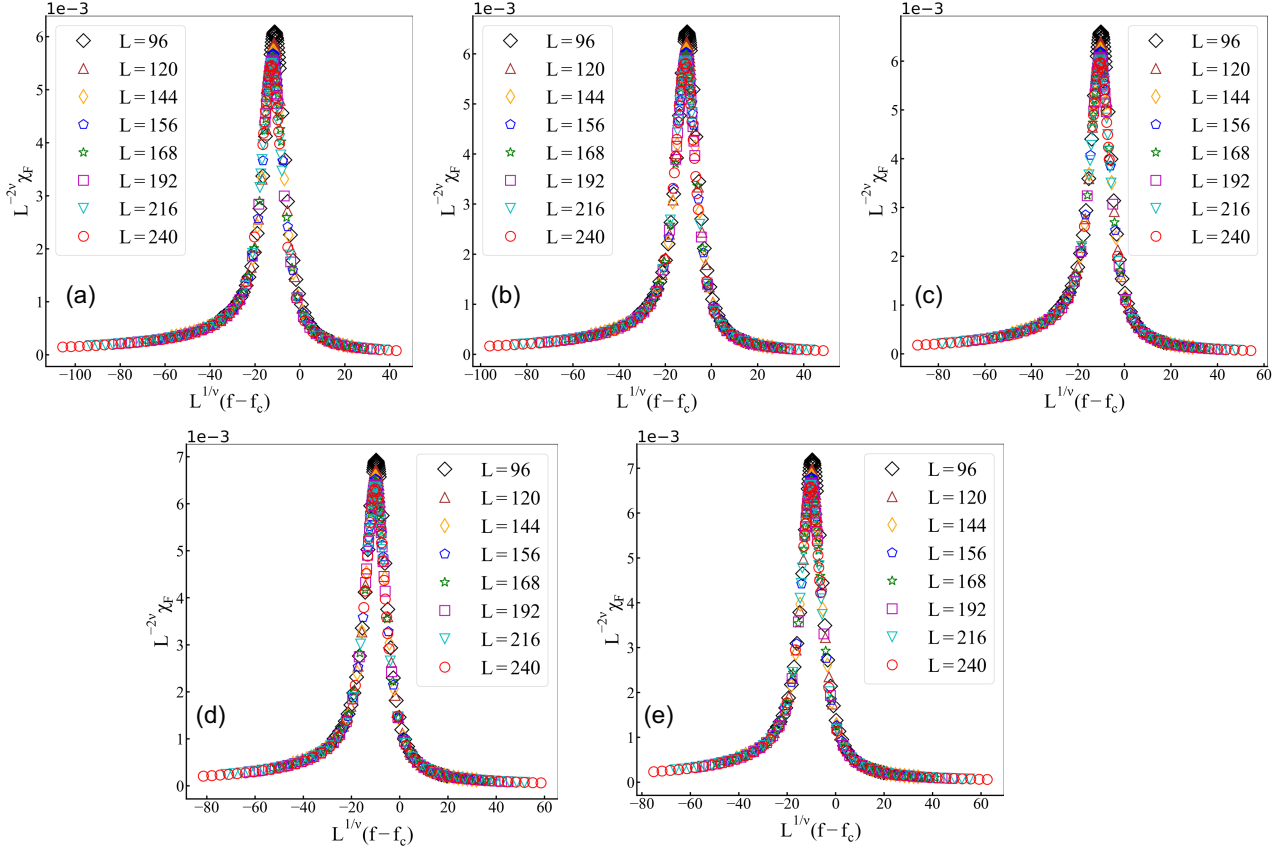 1e−3
L^{−2ν}χ_F
6
5
4
3
2
1
0
L=96
L=120
L=144
L=156
L=168
L=192
L=216
L=240
(a)
−100 −80 −60 −40 −20 0 20 40
L^{1/ν}(f−f_c)
1e−3
L^{−2ν}χ_F
6
5
4
3
2
1
0
L=96
L=120
L=144
L=156
L=168
L=192
L=216
L=240
(b)
−100 −80 −60 −40 −20 0 20 40
L^{1/ν}(f−f_c)
1e−3
L^{−2ν}χ_F
6
5
4
3
2
1
0
L=96
L=120
L=144
L=156
L=168
L=192
L=216
L=240
(c)
−80 −60 −40 −20 0 20 40 60
L^{1/ν}(f−f_c)
1e−3
L^{−2ν}χ_F
7
6
5
4
3
2
1
0
L=96
L=120
L=144
L=156
L=168
L=192
L=216
L=240
(d)
−80 −60 −40 −20 0 20 40 60
L^{1/ν}(f−f_c)
1e−3
L^{−2ν}χ_F
7
6
5
4
3
2
1
0
L=96
L=120
L=144
L=156
L=168
L=192
L=216
L=240
(e)
−80 −60 −40 −20 0 20 40 60
L^{1/ν}(f−f_c)